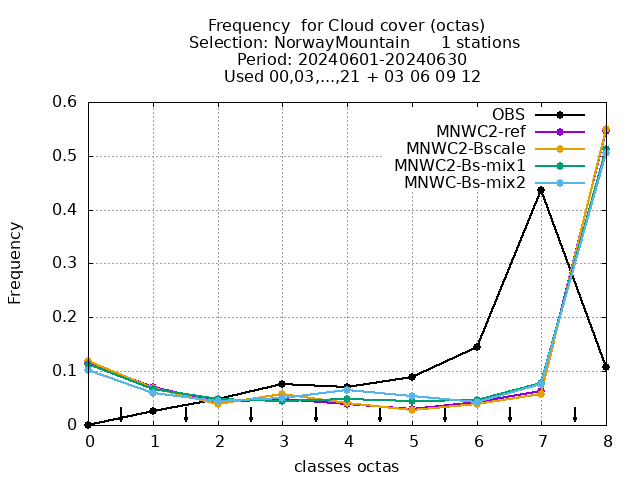 Frequency  for Cloud cover (octas)
Selection: NorwayMountain      1 stations
Period: 20240601-20240630
Used 00,03,...,21 + 03 06 09 12
OBS
MNWC2-ref
MNWC2-Bscale
MNWC2-Bs-mix1
MNWC-Bs-mix2
Frequency
0.6
0.5
0.4
0.3
0.2
0.1
0
0 1 2 3 4 5 6 7 8
classes octas